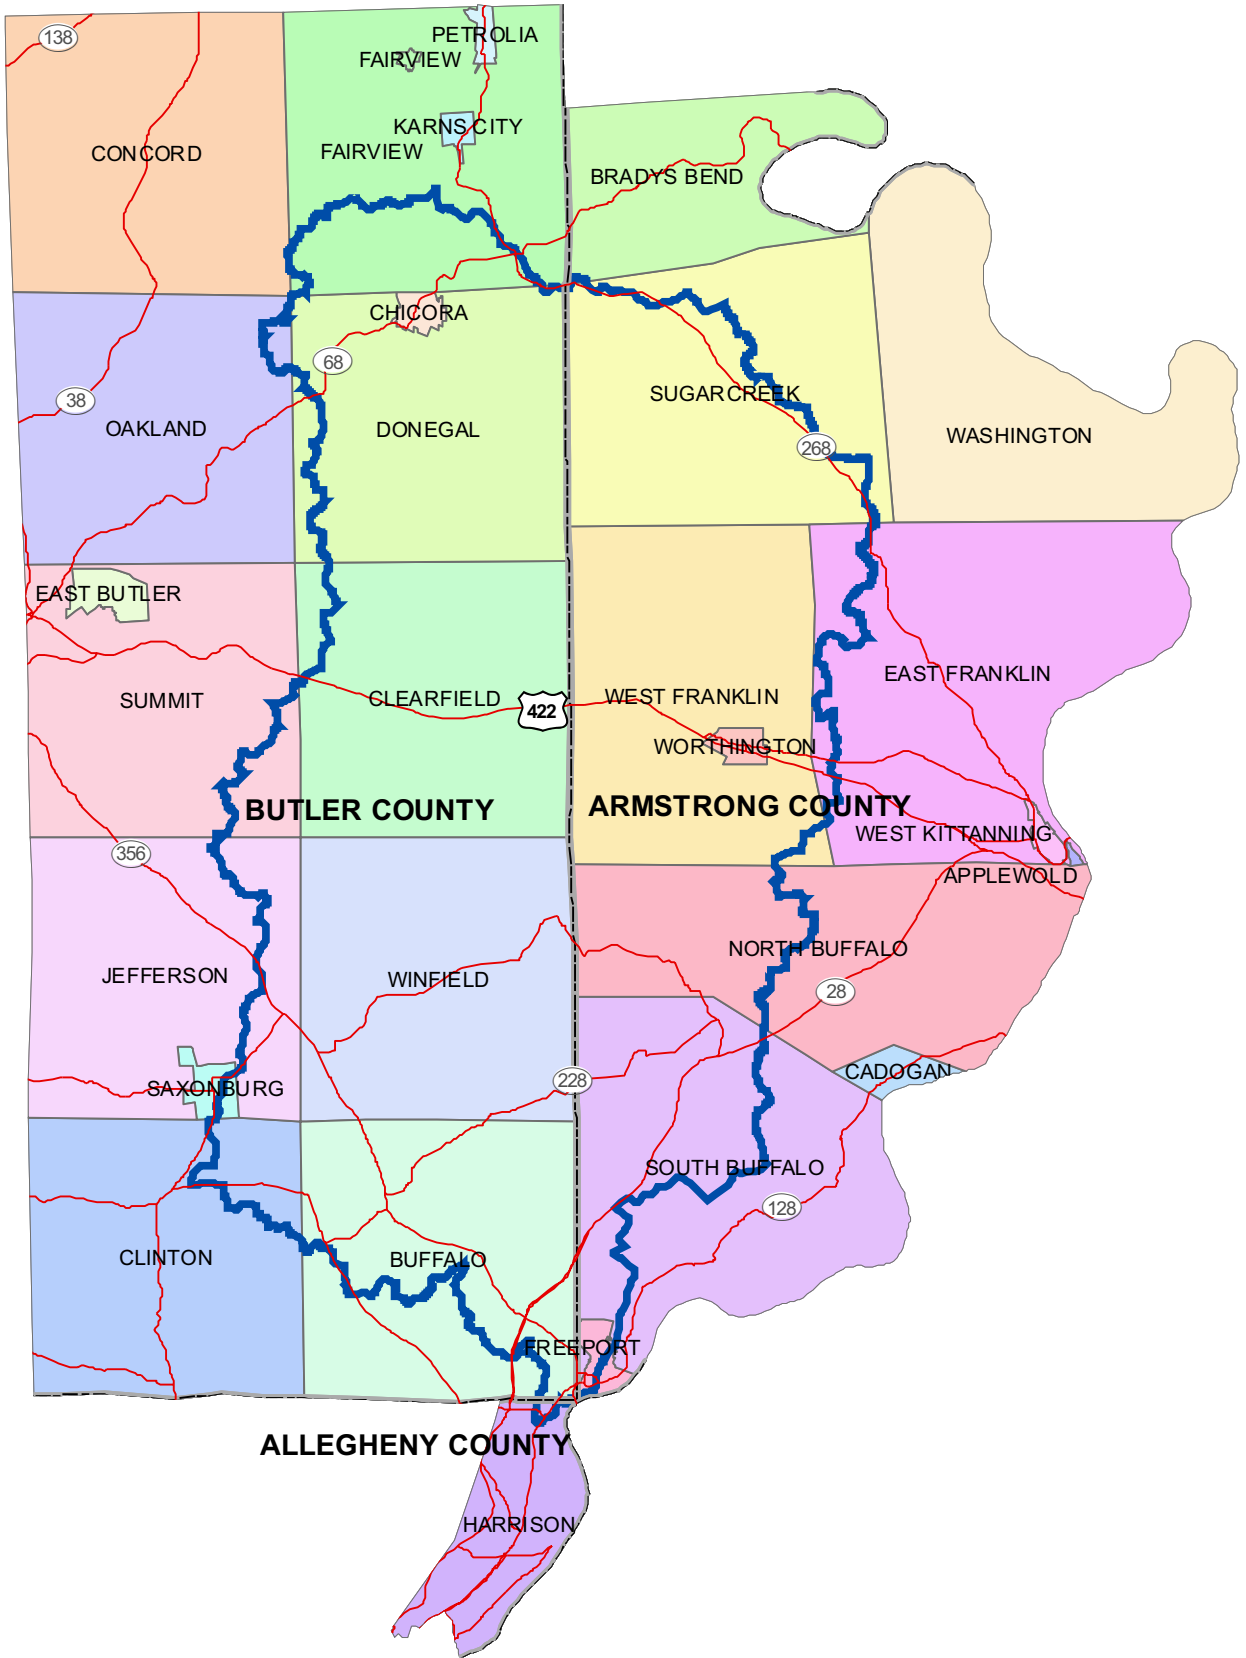 PETROLIA
138
FAIRVIEW
KARNS CITY
CONCORD
FAIRVIEW
BRADYS BEND
CHICORA
68
38
SUGARCREEK
OAKLAND
DONEGAL
WASHINGTON
268
EAST BUTLER
EAST FRANKLIN
SUMMIT
CLEARFIELD
WEST FRANKLIN
422
WORTHINGTON
BUTLER COUNTY
ARMSTRONG COUNTY
WEST KITTANNING
356
APPLEWOLD
NORTH BUFFALO
JEFFERSON
WINFIELD
28
CADOGAN
228
SAXONBURG
SOUTH BUFFALO
128
CLINTON
BUFFALO
FREEPORT
ALLEGHENY COUNTY
HARRISON